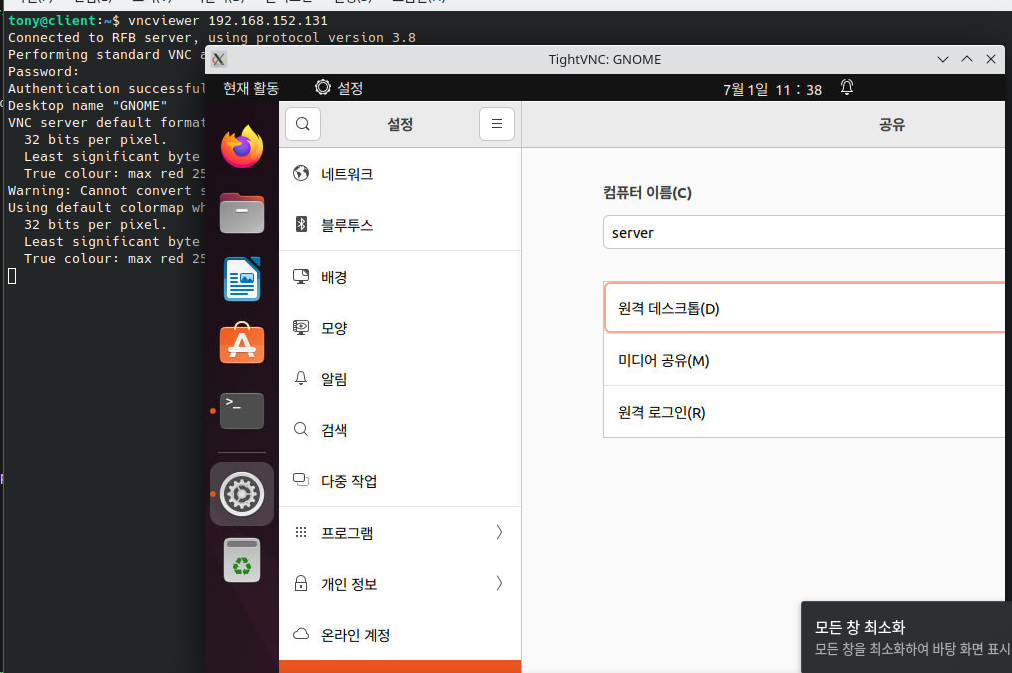 tony@client:~$ vncviewer 192.168.152.131
Connected to RFB server, using protocol version 3.8
Performing standard VNC
Password:
Authentication successful
Desktop name "GNOME"
VNC server default format
32 bits per pixel.
Least significant byte
True colour: max red 25
Warning: Cannot convert
Using default colormap
32 bits per pixel.
Least significant byte
True colour: max red 25
TightVNC: GNOME
현재 활동
설정
7월 1일 11 : 38
설정
공유
네트워크
블루투스
배경
모양
알림
검색
다중 작업
프로그램
개인 정보
온라인 계정
컴퓨터 이름(C)
server
원격 데스크톱(D)
미디어 공유(M)
원격 로그인(R)
모든 창 최소화
모든 창을 최소화하여 바탕 화면 표시